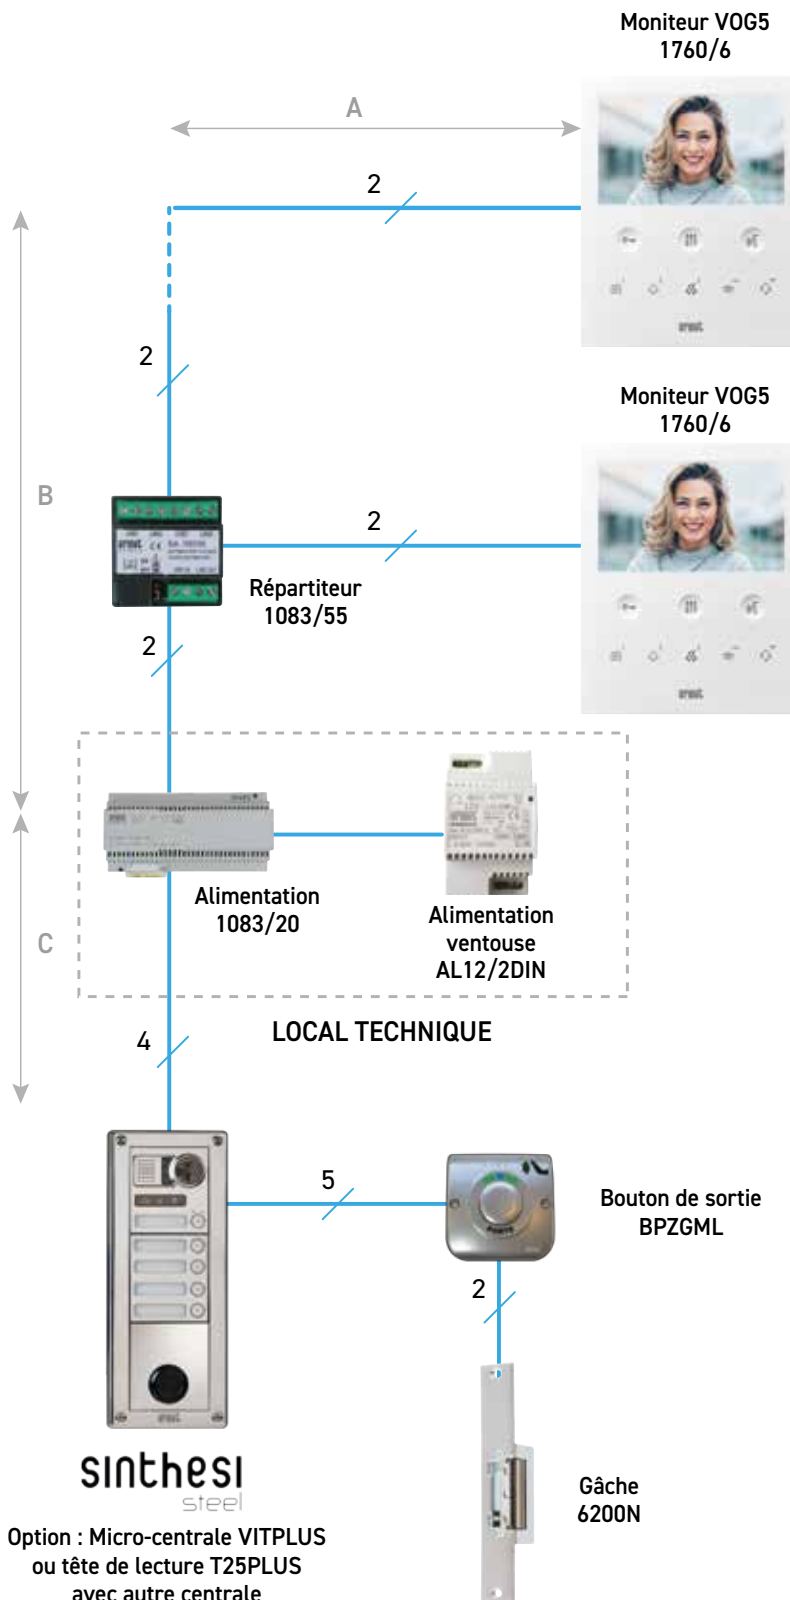 Moniteur VOG5
1760/6
A
2
2
Moniteur VOG5
1760/6
B
2
Répartiteur
1083/55
2
Alimentation
1083/20
Alimentation
ventouse
AL12/2DIN
C
LOCAL TECHNIQUE
4
5
Bouton de sortie
BPZGML
2
sinthesi
steel
Gâche
6200N
Option : Micro-centrale VITPLUS
ou tête de lecture T25PLUS
avec autre centrale